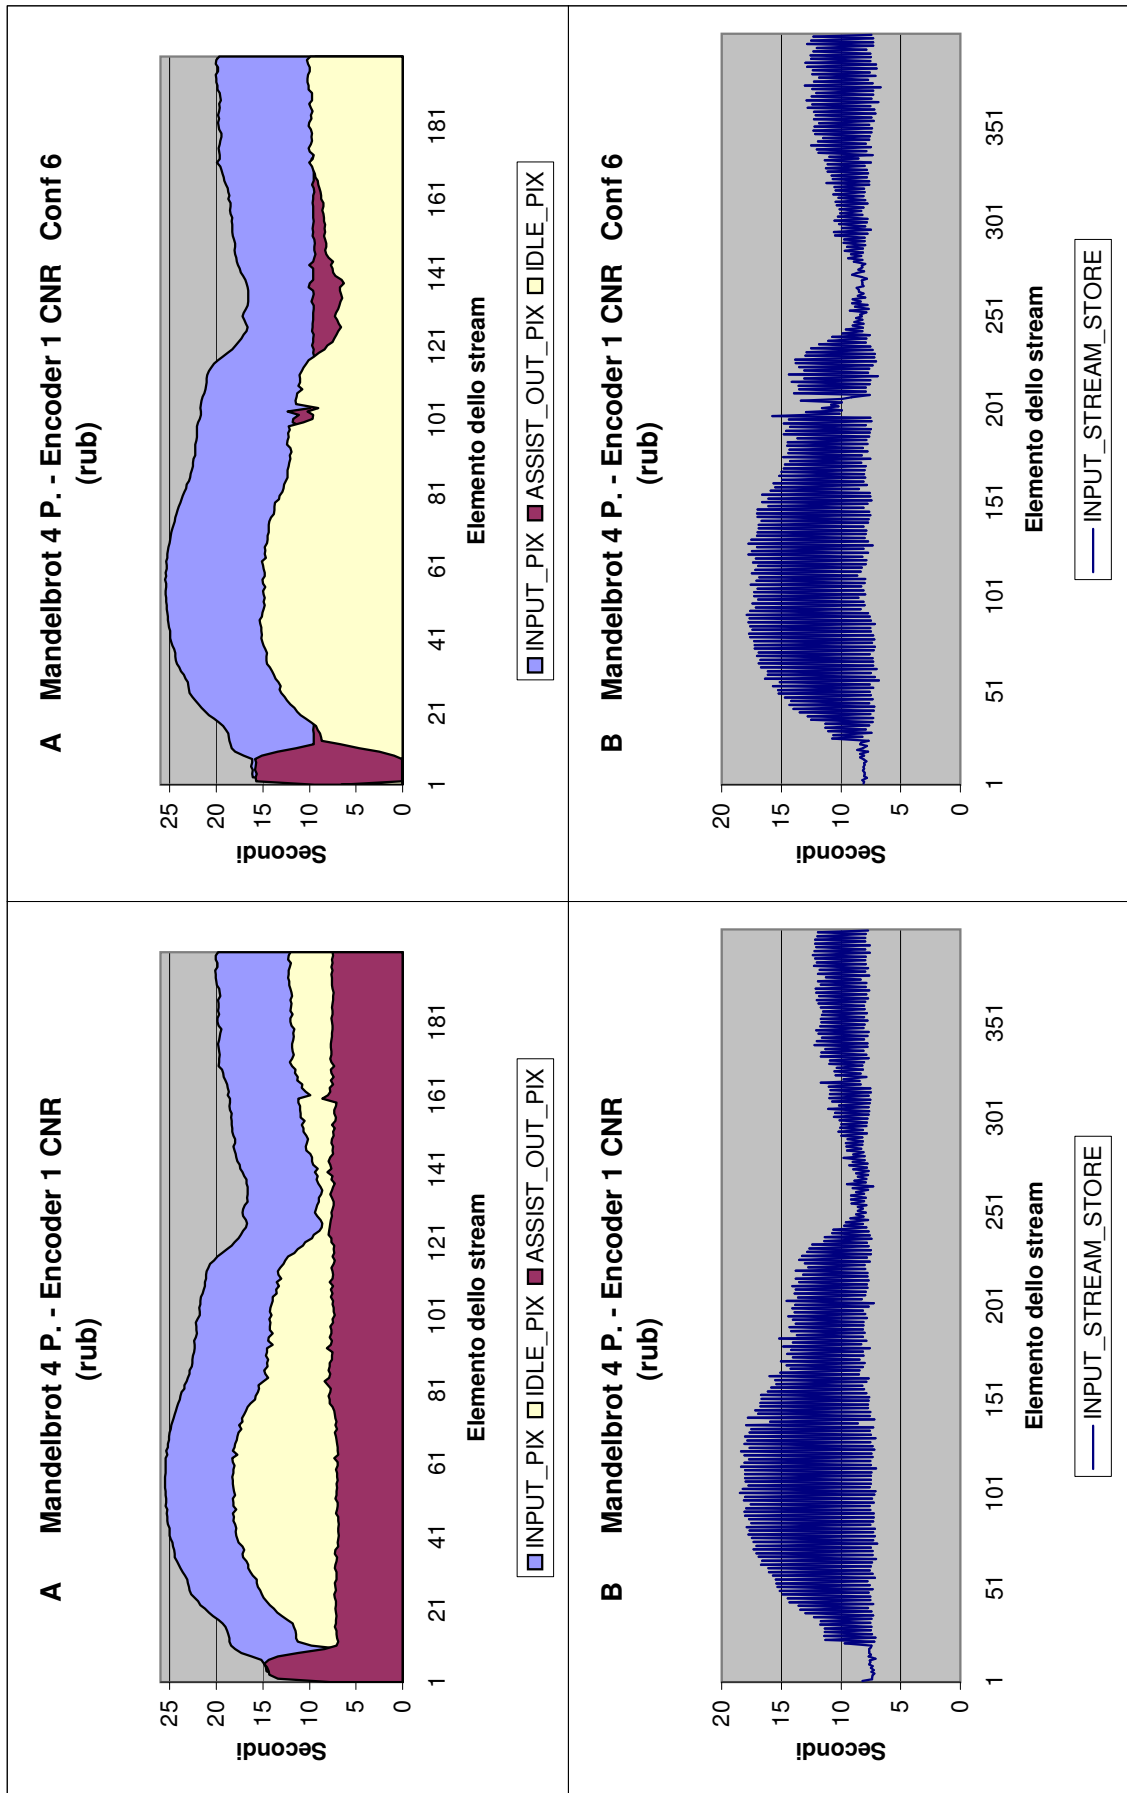 A Mandelbrot 4 P. - Encoder 1 CNR
(rub)
25
20
15
10
5
0
Secondi
1 21 41 61 81 101 121 141 161 181
Elemento dello stream
INPUT_PIX IDLE_PIX ASSIST_OUT_PIX
A Mandelbrot 4 P. - Encoder 1 CNR Conf 6
(rub)
25
20
15
10
5
0
Secondi
1 21 41 61 81 101 121 141 161 181
Elemento dello stream
INPUT_PIX ASSIST_OUT_PIX IDLE_PIX
B Mandelbrot 4 P. - Encoder 1 CNR
(rub)
20
15
10
5
0
Secondi
1 51 101 151 201 251 301 351
Elemento dello stream
INPUT_STREAM_STORE
B Mandelbrot 4 P. - Encoder 1 CNR Conf 6
(rub)
20
15
10
5
0
Secondi
1 51 101 151 201 251 301 351
Elemento dello stream
INPUT_STREAM_STORE